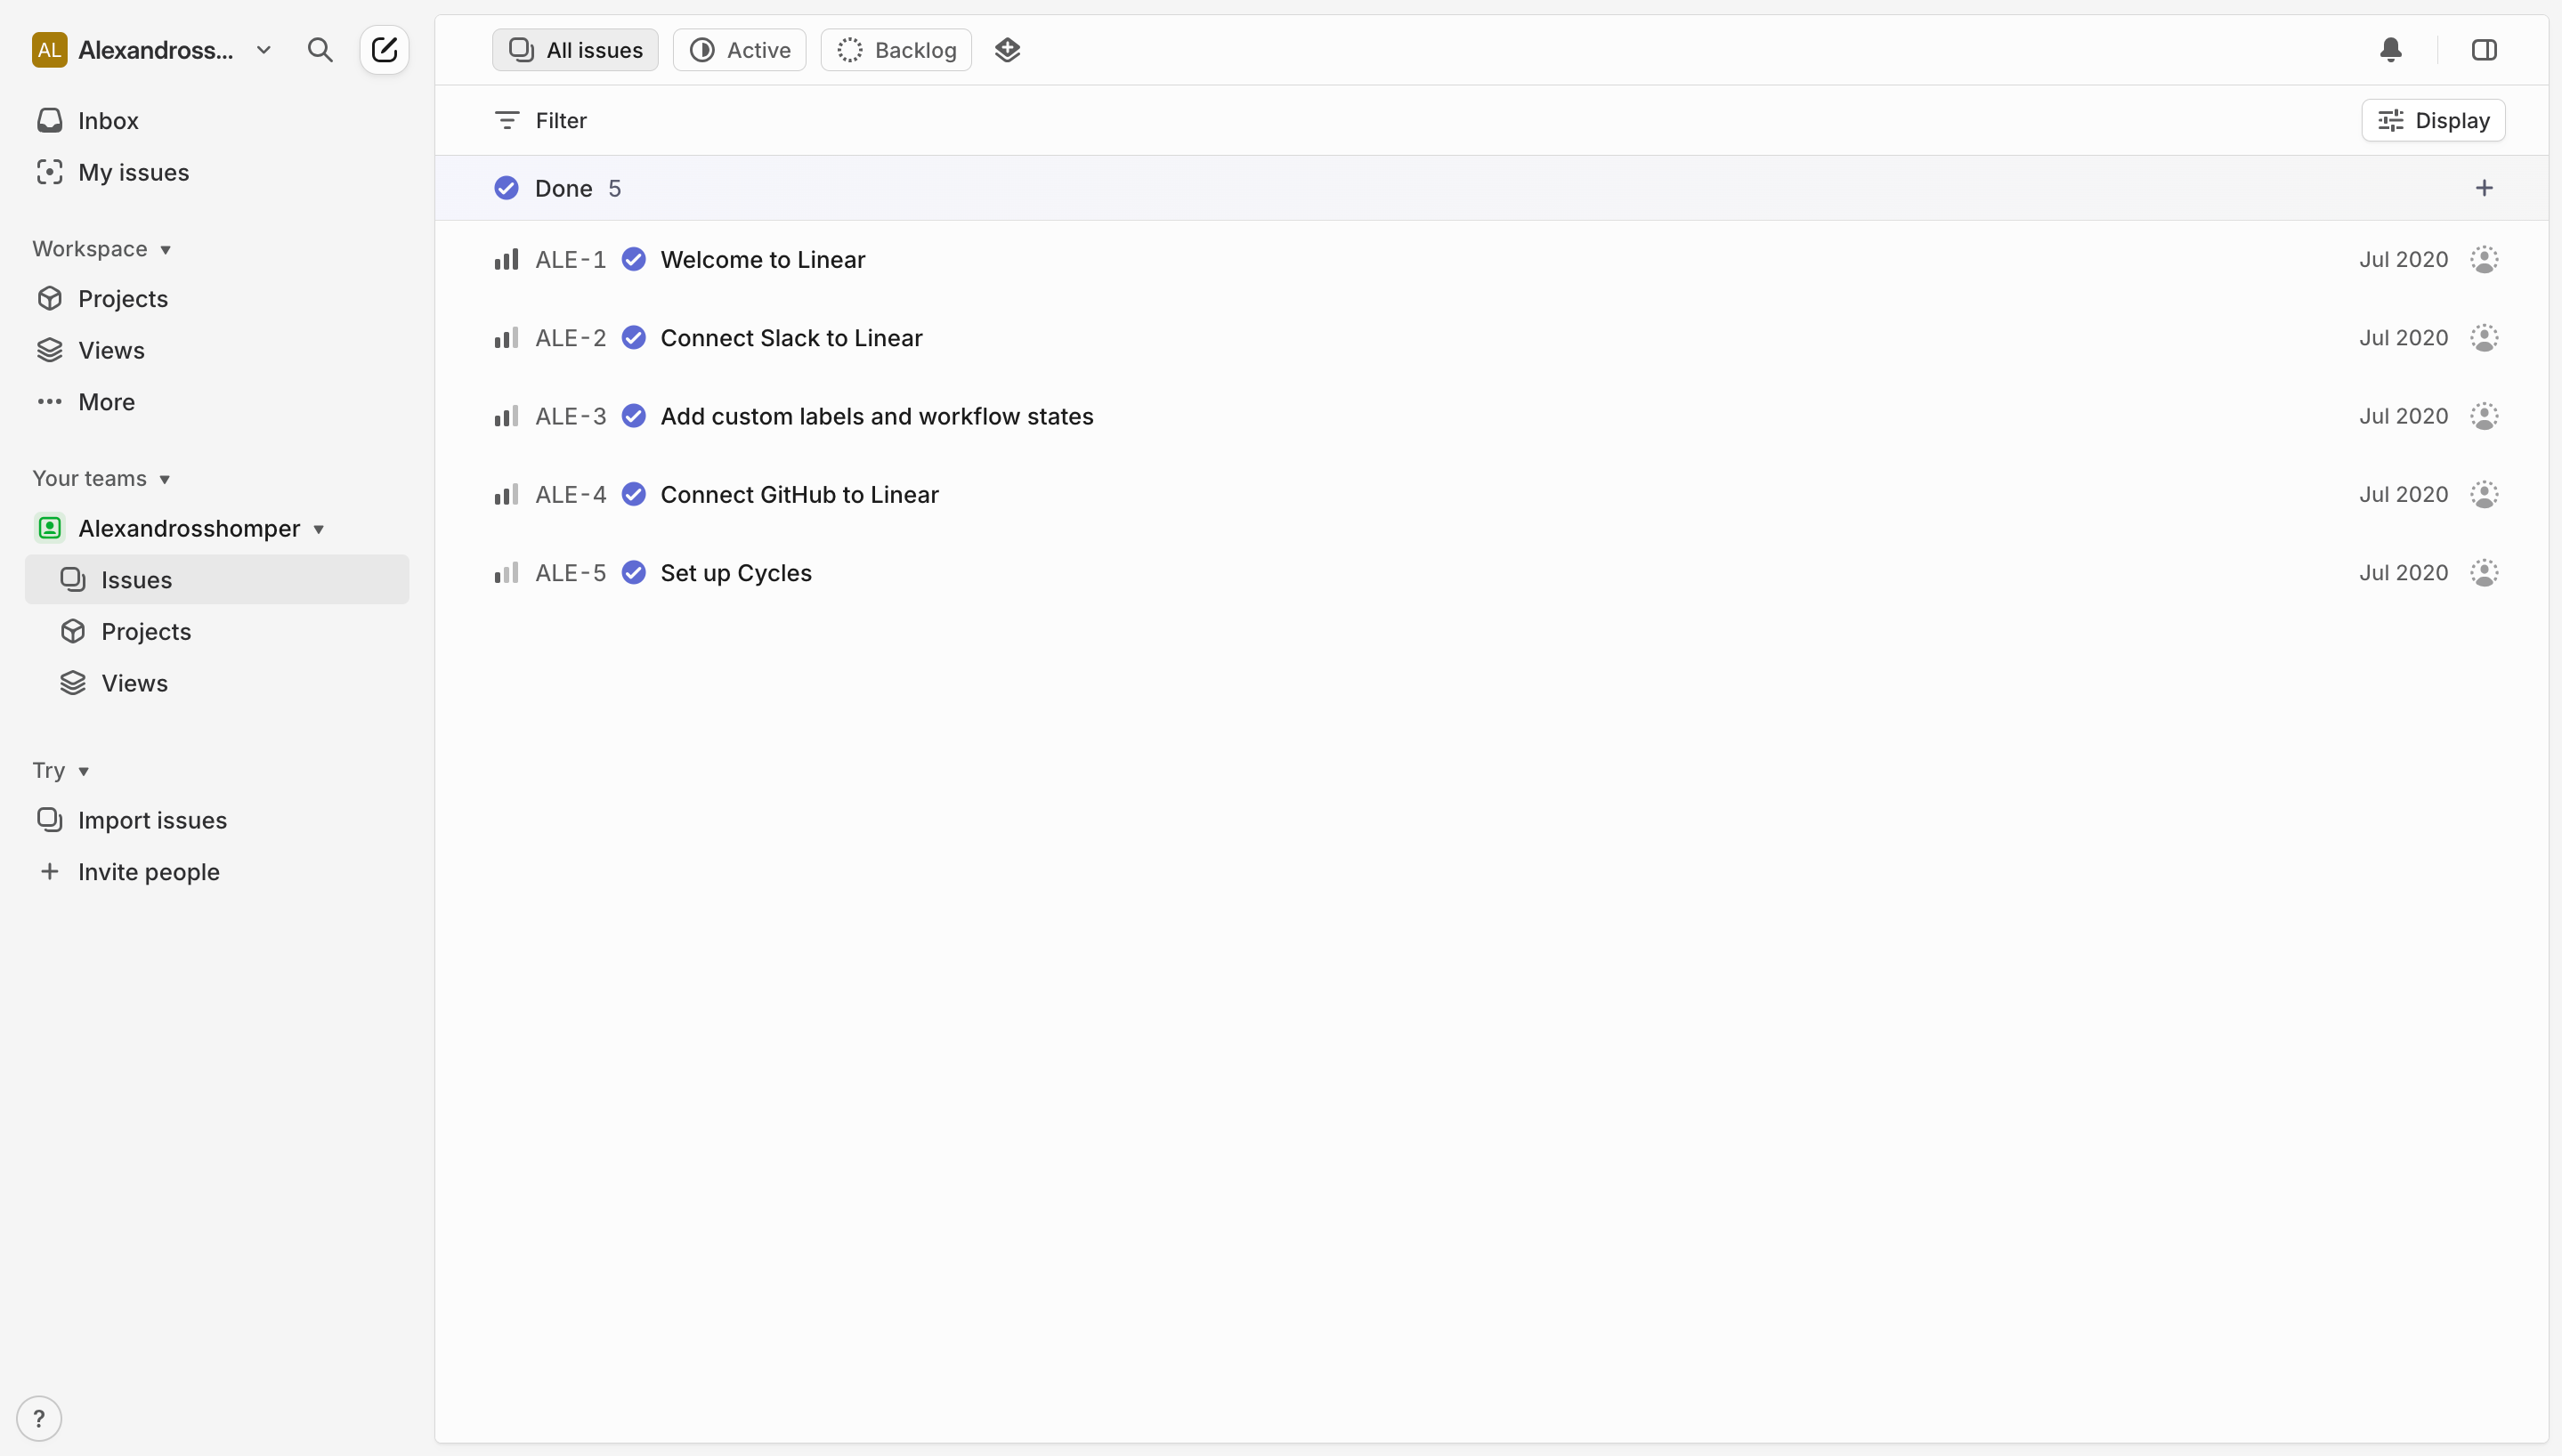 AL Alexandross...
Inbox
My issues
Workspace
Projects
Views
More
Your teams
Alexandrosshomper
Issues
Projects
Views
Try
Import issues
Invite people
?
All issues Active Backlog
Filter Display
Done 5
ALE-1 Welcome to Linear Jul 2020
ALE-2 Connect Slack to Linear Jul 2020
ALE-3 Add custom labels and workflow states Jul 2020
ALE-4 Connect GitHub to Linear Jul 2020
ALE-5 Set up Cycles Jul 2020